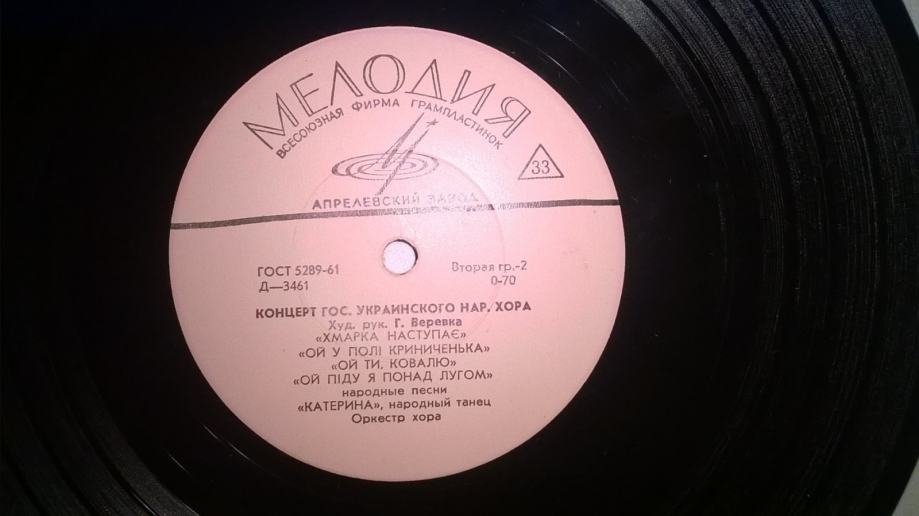 МЕЛОДИЯ
ВСЕСОЮЗНАЯ ФИРМА ГРАМПЛАСТИНОК
33
АПРЕЛЕВСКИЙ ЗАВОД
ГОСТ 5289-61
Вторая гр.-2
Д—3461
0-70
КОНЦЕРТ ГОС. УКРАИНСКОГО НАР. ХОРА
Худ. рук. Г. Веревка
«ХМАРКА НАСТУПАЄ»
«ОЙ У ПОЛІ КРИНИЧЕНЬКА»
«ОЙ ТИ, КОВАЛЮ»
«ОЙ ПІДУ Я ПОНАД ЛУГОМ»
народные песни
«КАТЕРИНА», народный танец
Оркестр хора